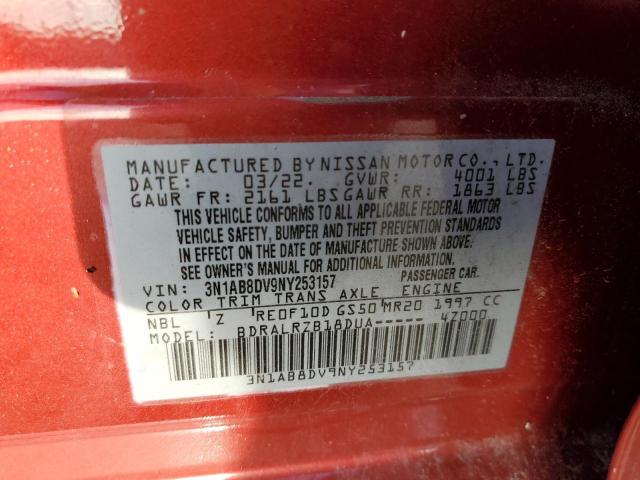 MANUFACTURED BY NISSAN MOTOR CO., LTD.
DATE: 03/22. GVWR: 4001 LBS
GAWR FR: 2161 LBS GAWR RR: 1863 LBS
THIS VEHICLE CONFORMS TO ALL APPLICABLE FEDERAL MOTOR
VEHICLE SAFETY, BUMPER AND THEFT PREVENTION STANDARDS
IN EFFECT ON THE DATE OF MANUFACTURE SHOWN ABOVE.
SEE OWNER'S MANUAL FOR ADDITIONAL INFORMATION.
VIN: 3N1AB8DV9NY253157 PASSENGER CAR.
COLOR TRIM TRANS AXLE ENGINE
NBL Z RE0F10D GS50 MR20 1997 CC
MODEL: BDRALRZB18DUA----- 4Z000
3N1AB8DV9NY253157